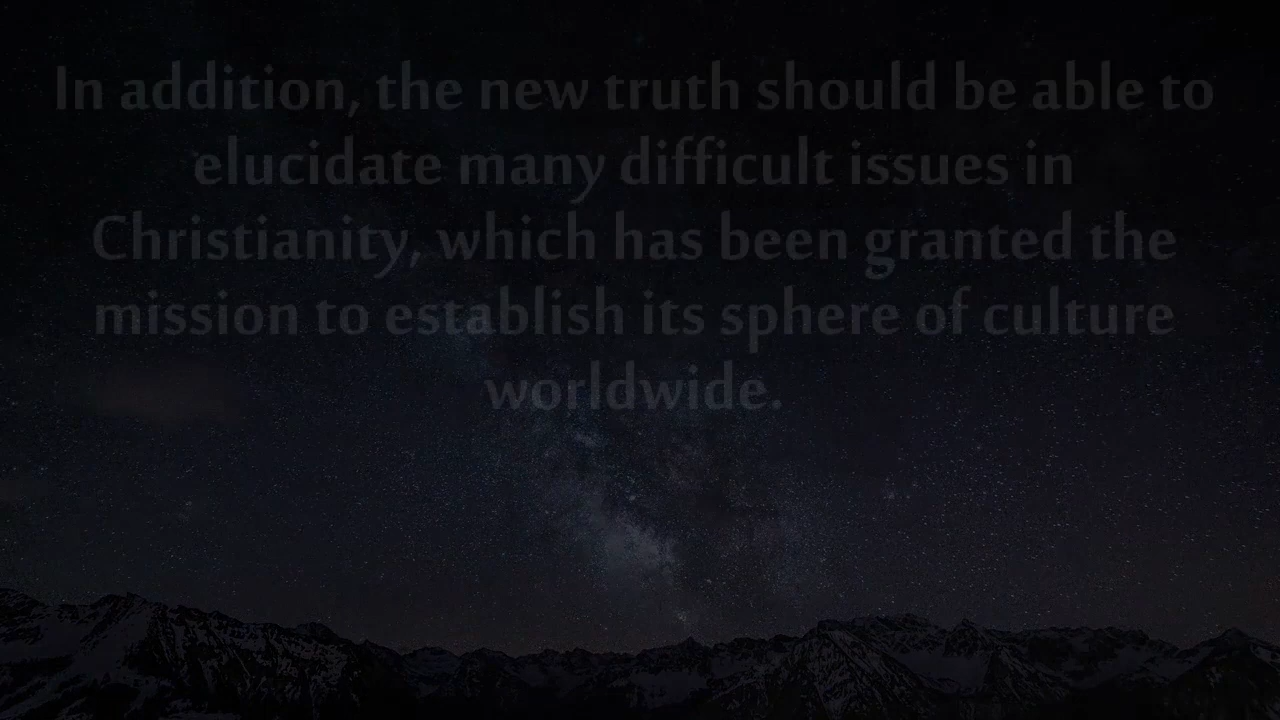 In addition, the new truth should be able to
elucidate many difficult issues in
Christianity, which has been granted the
mission to establish its sphere of culture
worldwide.